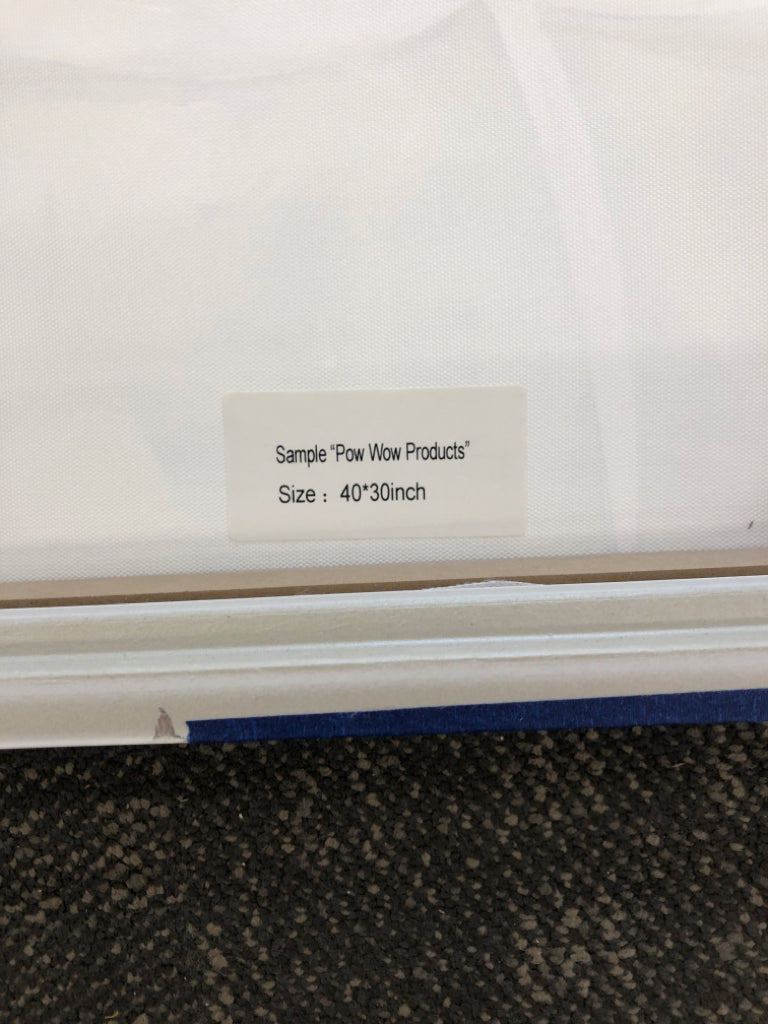 Sample “Pow Wow Products”
Size： 40*30inch